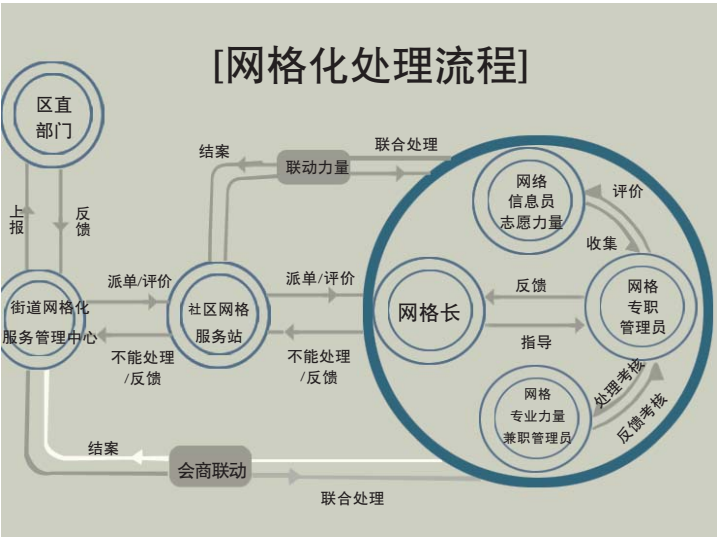 [网格化处理流程]
区直
部门
结案
联动力量
联合处理
网络
信息员
志愿力量
评价
收集
上报
反馈
派单/评价
派单/评价
反馈
网格
专职
管理员
街道网格化
服务管理中心
社区网格
服务站
网格长
指导
不能处理
/反馈
不能处理
/反馈
处理考核
反馈考核
网格
专业力量
兼职管理员
结案
会商联动
联合处理